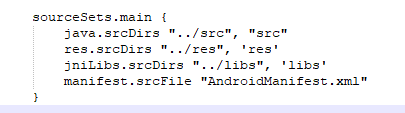 sourceSets.main {
java.srcDirs "../src", "src"
res.srcDirs "../res", 'res'
jniLibs.srcDirs "../libs", 'libs'
manifest.srcFile "AndroidManifest.xml"
}